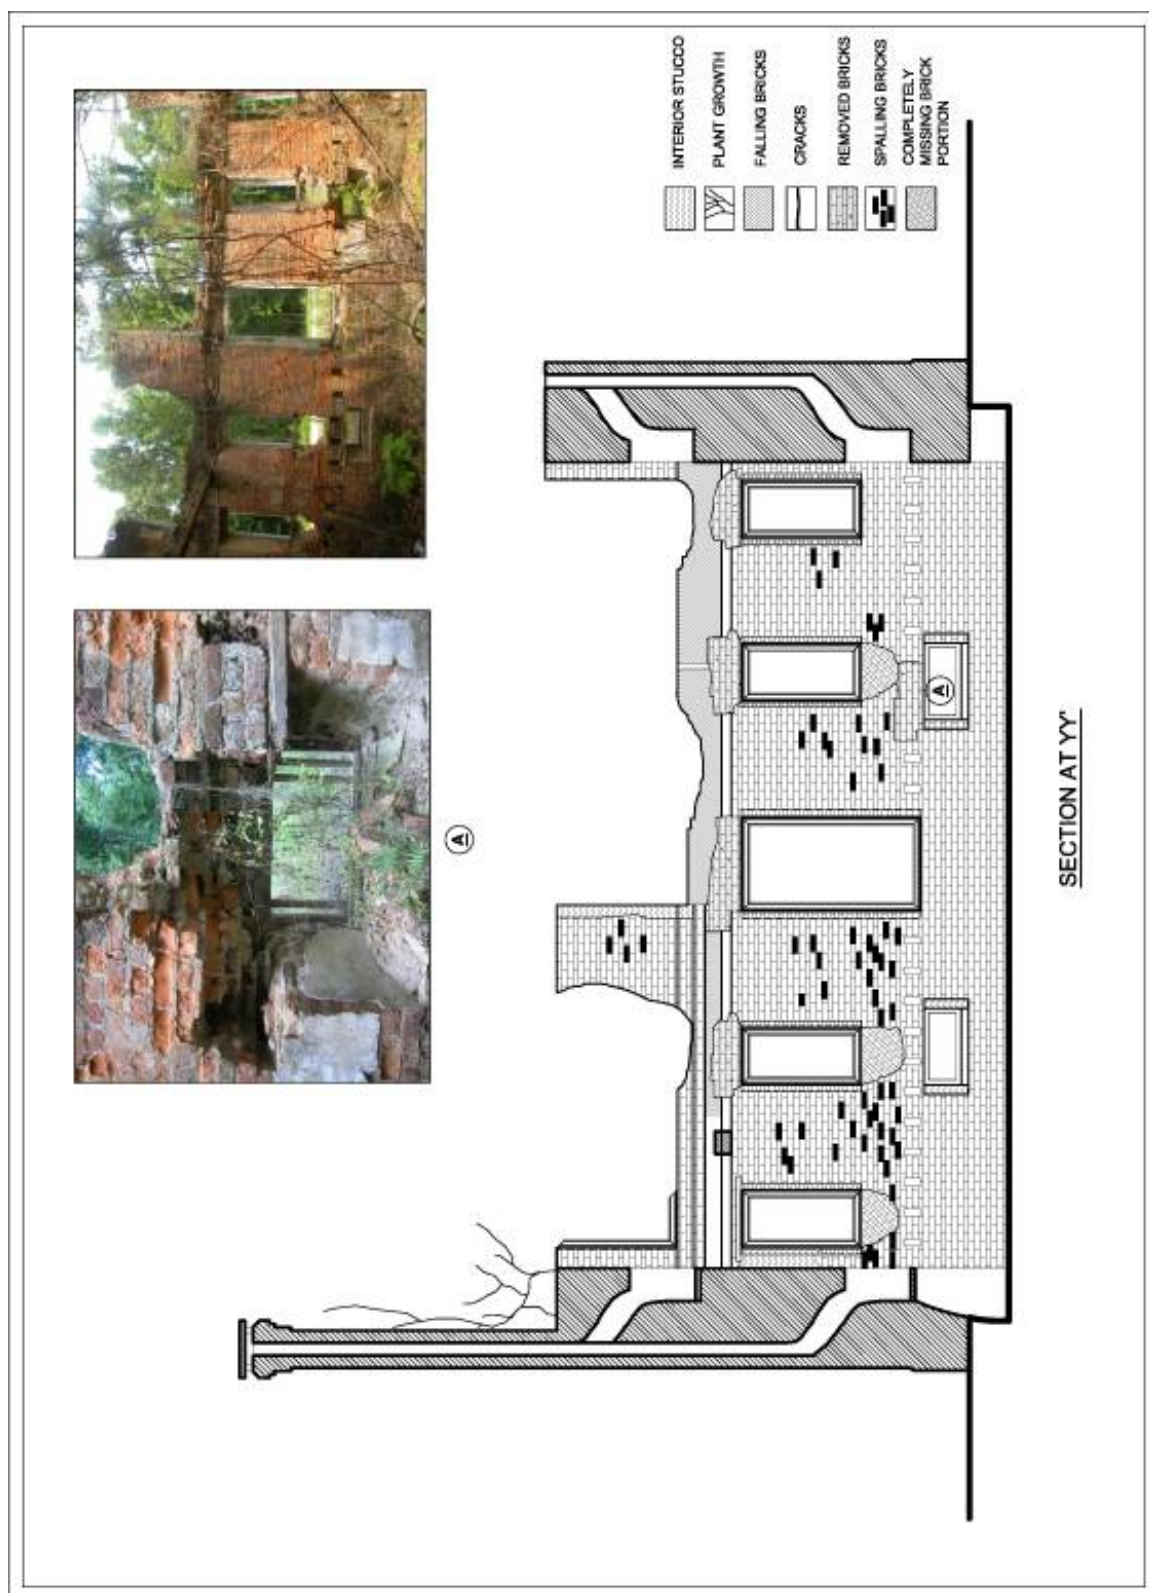 INTERIOR STUCCO
PLANT GROWTH
FALLING BRICKS
CRACKS
REMOVED BRICKS
SPALLING BRICKS
COMPLETELY
MISSING BRICK
PORTION
A
A
SECTION AT YY'